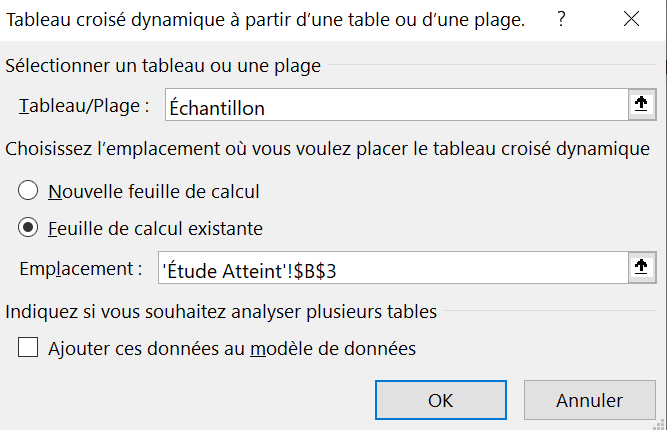 Tableau croisé dynamique à partir d’une table ou d’une plage. ?
Sélectionner un tableau ou une plage
Tableau/Plage : Échantillon
Choisissez l’emplacement où vous voulez placer le tableau croisé dynamique
Nouvelle feuille de calcul
Feuille de calcul existante
Emplacement : 'Étude Atteint'!$B$3
Indiquez si vous souhaitez analyser plusieurs tables
Ajouter ces données au modèle de données
OK Annuler